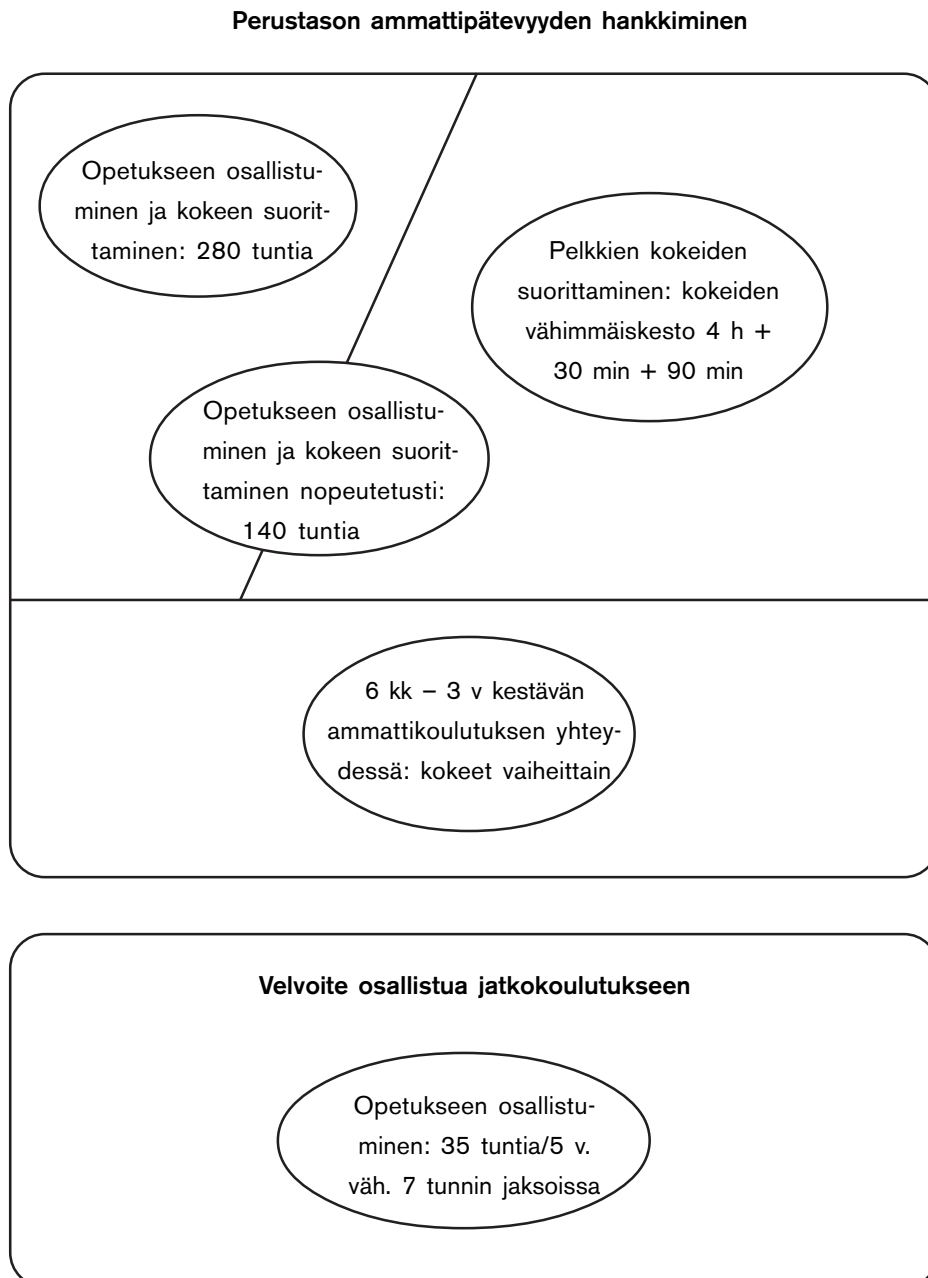 Perustason ammattipätevyyden hankkiminen
Opetukseen osallistu-
minen ja kokeen suorit-
taminen: 280 tuntia
Pelkkien kokeiden
suorittaminen: kokeiden
vähimmäiskesto 4 h +
30 min + 90 min
Opetukseen osallistu-
minen ja kokeen suorit-
taminen nopeutetusti:
140 tuntia
6 kk – 3 v kestävän
ammattikoulutuksen yhtey-
dessä: kokeet vaiheittain
Velvoite osallistua jatkokoulutukseen
Opetukseen osallistu-
minen: 35 tuntia/5 v.
väh. 7 tunnin jaksoissa